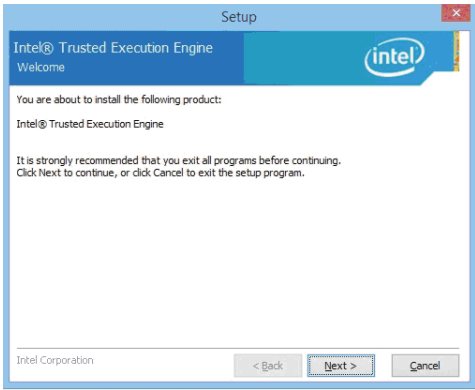 Setup
Intel® Trusted Execution Engine
Welcome
intel
You are about to install the following product:
Intel® Trusted Execution Engine
It is strongly recommended that you exit all programs before continuing.
Click Next to continue, or click Cancel to exit the setup program.
Intel Corporation
< Back
Next >
Cancel